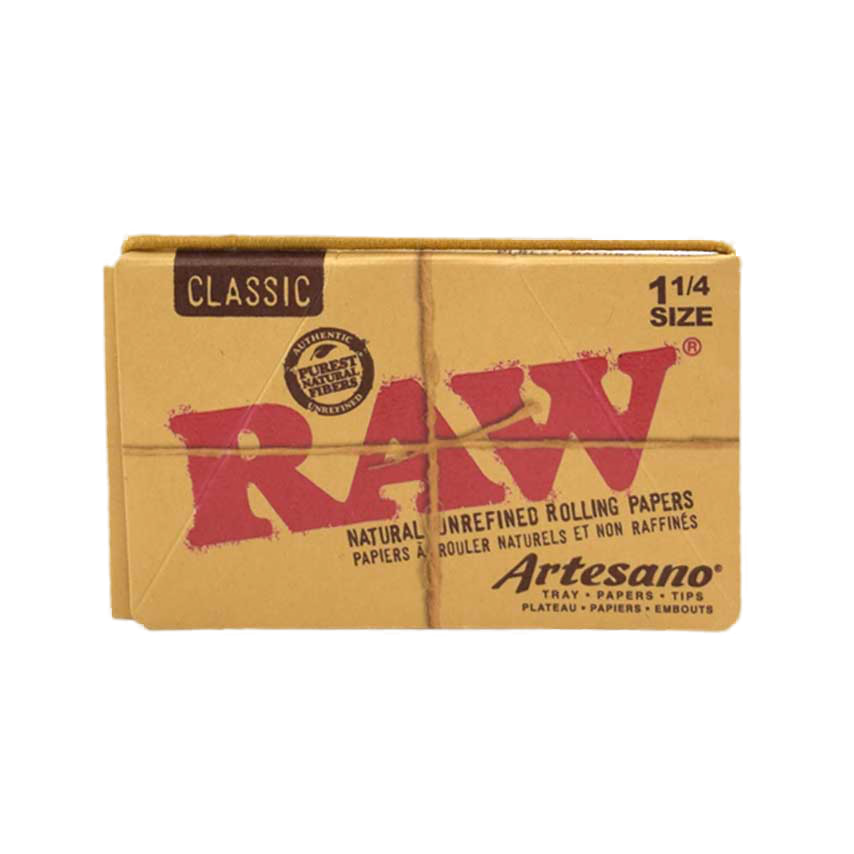 CLASSIC
1 1/4
SIZE
AUTHENTIC
PUREST
NATURAL
FIBERS
UNREFINED
RAW®
NATURAL UNREFINED ROLLING PAPERS
PAPIERS À ROULER NATURELS ET NON RAFFINÉS
Artesano®
TRAY • PAPERS • TIPS
PLATEAU • PAPIERS • EMBOUTS